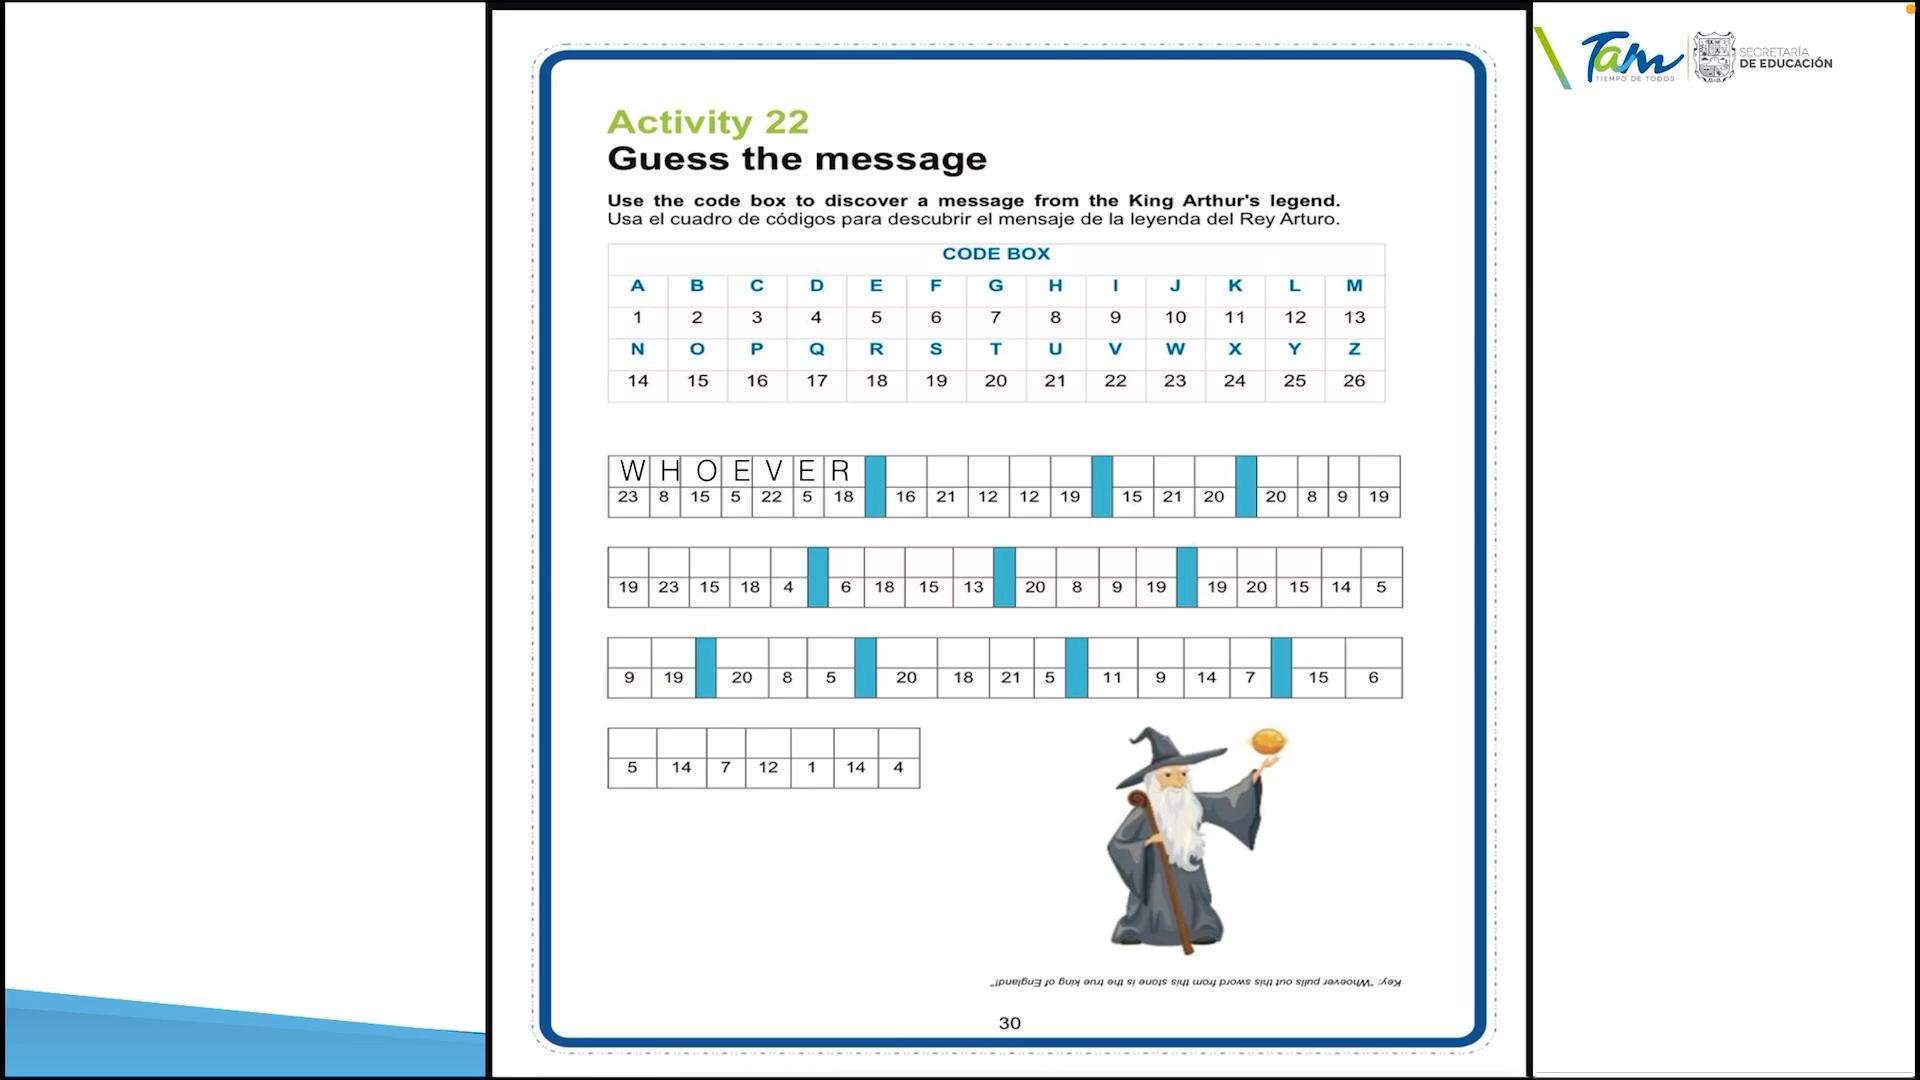 Tam
TIEMPO DE TODOS
SECRETARÍA
DE EDUCACIÓN
Activity 22
Guess the message
Use the code box to discover a message from the King Arthur's legend.
Usa el cuadro de códigos para descubrir el mensaje de la leyenda del Rey Arturo.
CODE BOX
A B C D E F G H I J K L M
1 2 3 4 5 6 7 8 9 10 11 12 13
N O P Q R S T U V W X Y Z
14 15 16 17 18 19 20 21 22 23 24 25 26
W H O E V E R
23 8 15 5 22 5 18 16 21 12 12 19 15 21 20 20 8 9 19
19 23 15 18 4 6 18 15 13 20 8 9 19 19 20 15 14 5
9 19 20 8 5 20 18 21 5 11 9 14 7 15 6
5 14 7 12 1 14 4
Key: "Whoever pulls out this sword from this stone is the true king of England!"
30